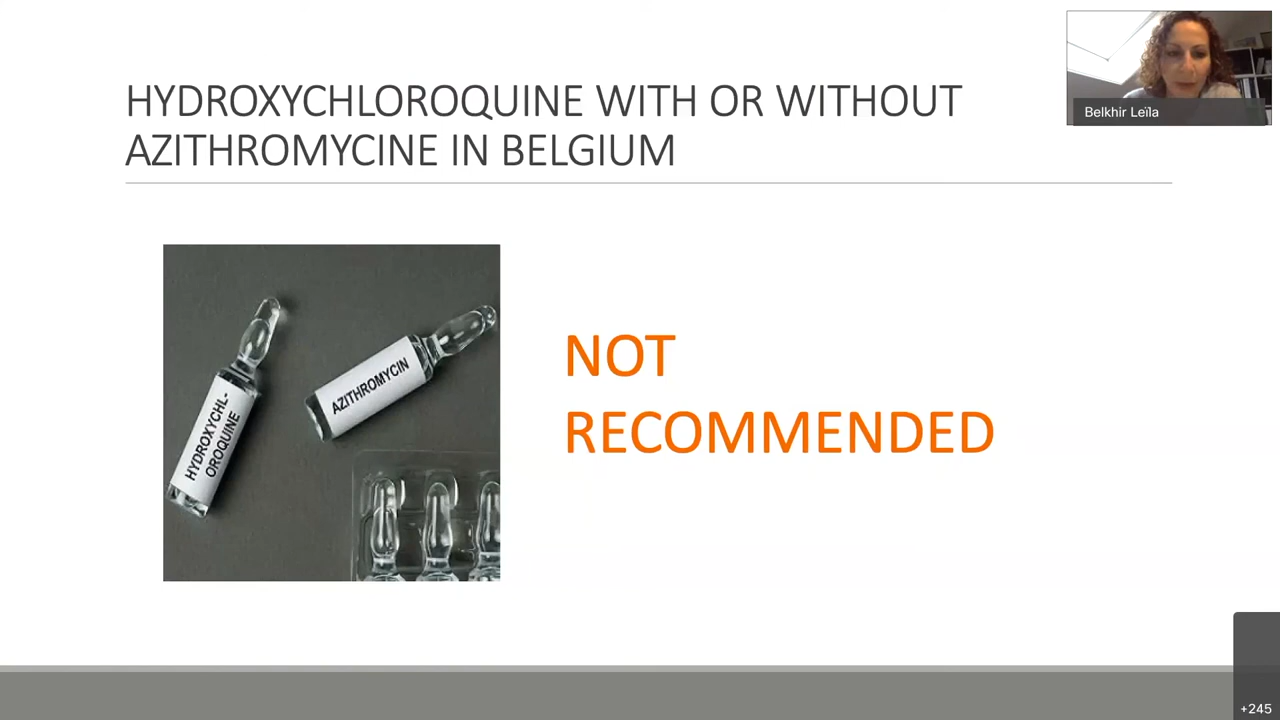 HYDROXYCHLOROQUINE WITH OR WITHOUT
AZITHROMYCINE IN BELGIUM
Belkhir Leïla
HYDROXYCHL-
OROQUINE
AZITHROMYCIN
NOT
RECOMMENDED
+245